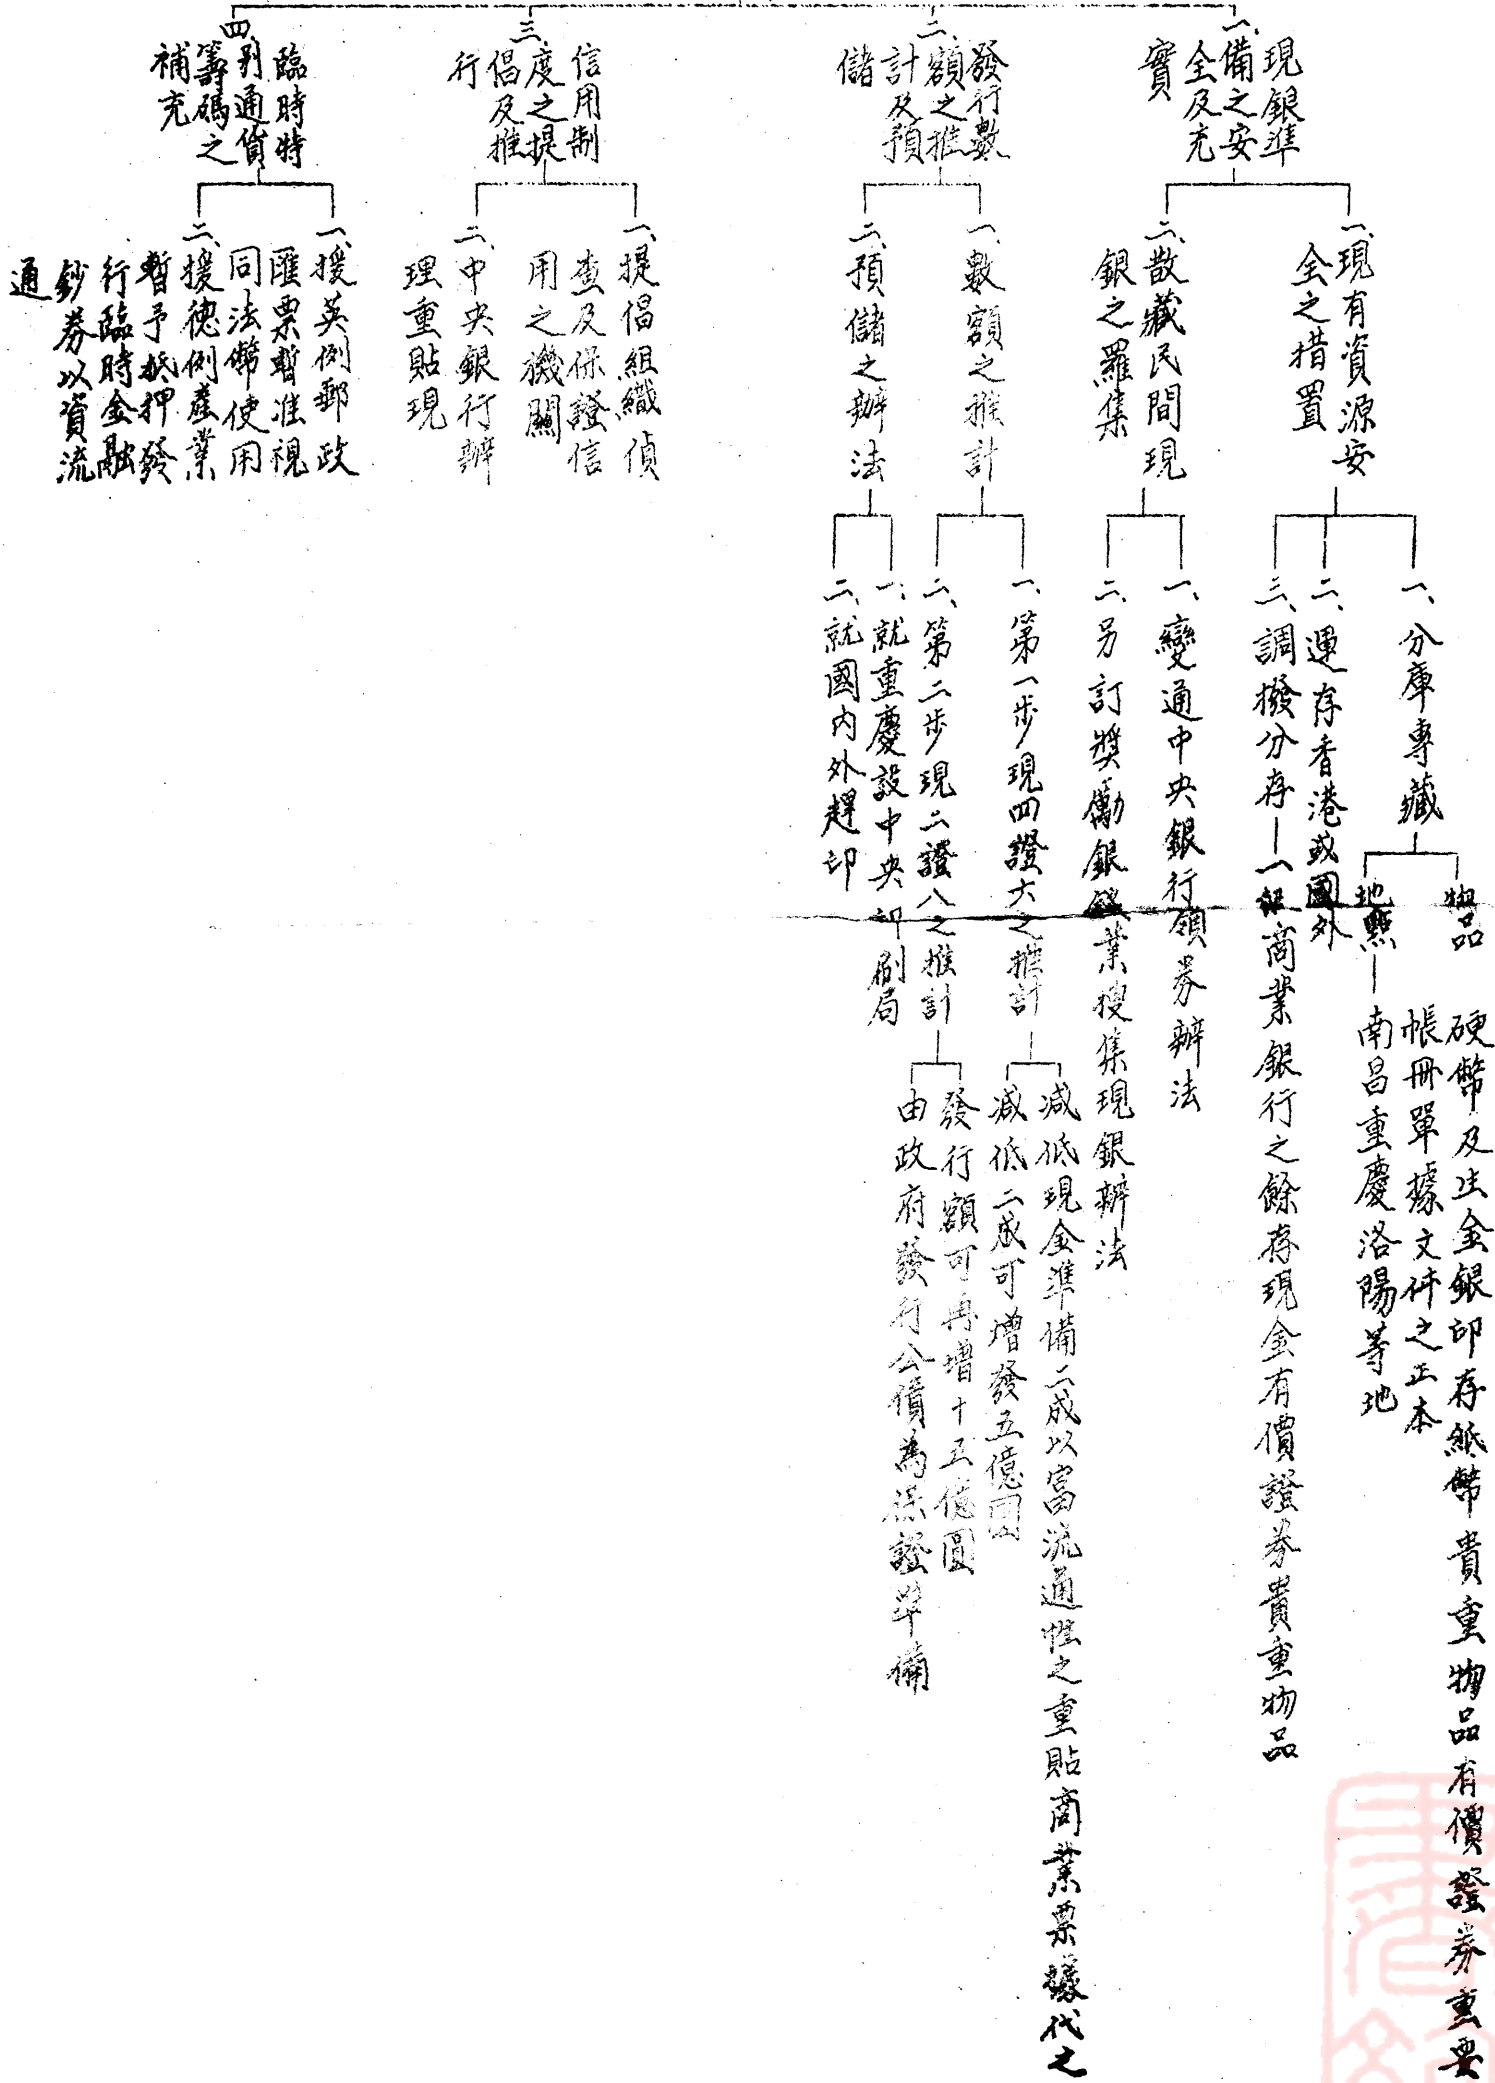 一、現銀準
備之安
全及充
實
一、現有資源安
全之措置
一、分庫專藏
物品
硬幣及生金銀印存紙幣貴重物品有價證券重要
帳冊單據文件之正本
地點
南昌重慶洛陽等地
二、運存香港或國外
三、調撥分存
一般商業銀行之餘存現金有價證券貴重物品
二、散藏民間現
銀之羅集
一、變通中央銀行領券辦法
二、另訂獎勵銀錢業搜集現銀辦法
二、發行數
額之推
計及預
儲
一、數額之推計
一、第一步現四證六之推計
減低現金準備二成以富流通性之重貼商業票據代之
減低二成可增發五億圓
二、第二步現二證八之推計
發行額可再增十五億圓
由政府發行公債為保證準備
二、預儲之辦法
一、就重慶設中央印刷局
二、就國內外趕印
三、信用制
度之提
倡及推
行
一、提倡組織偵
查及保證信
用之機關
二、中央銀行辦
理重貼現
四、臨時特
別通貨
籌碼之
補充
一、援英例郵政
匯票暫准視
同法幣使用
二、援德例產業
暫予抵押發
行臨時金融
鈔券以資流
通